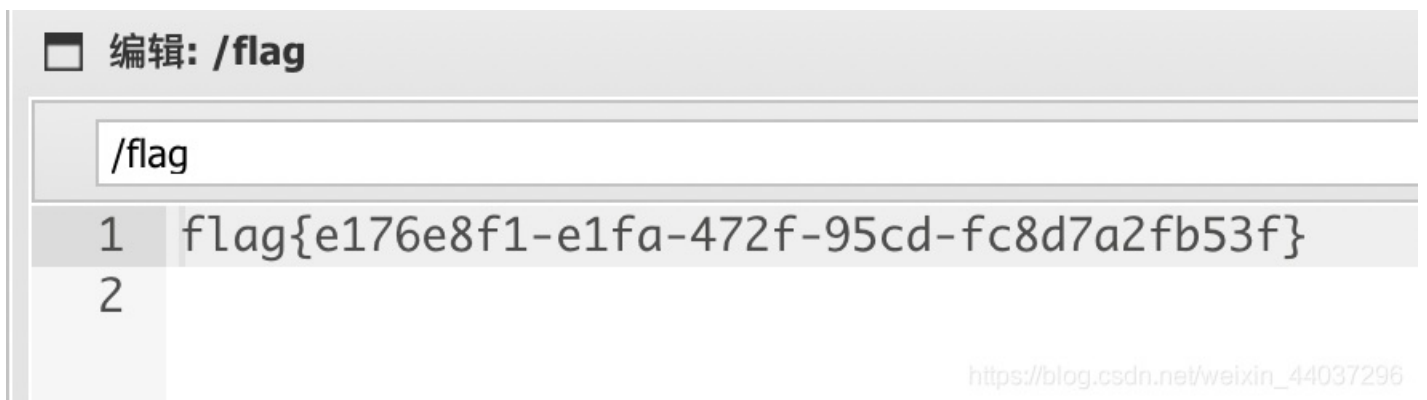 编辑: /flag
/flag
1 flag{e176e8f1-e1fa-472f-95cd-fc8d7a2fb53f}
2
https://blog.csdn.net/weixin_44037296